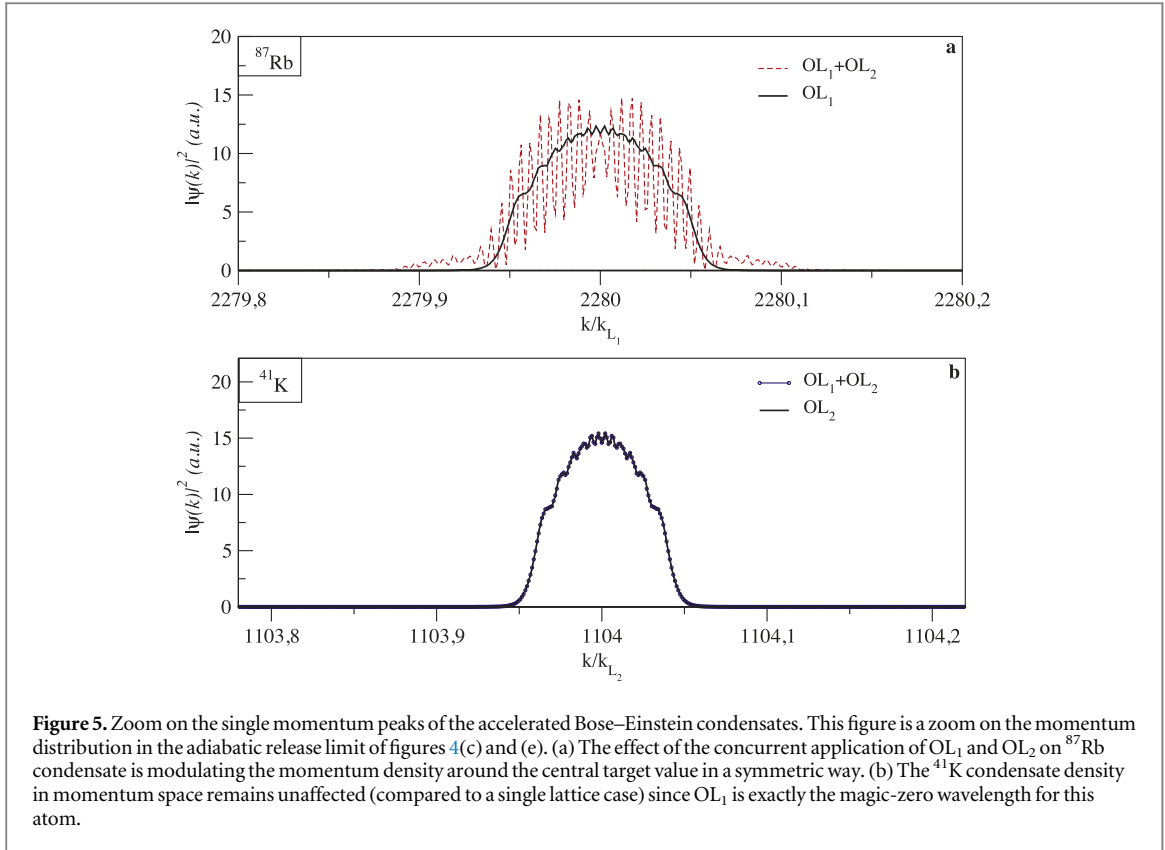 20
15
10
5
0
|ψ(k)|² (a.u.)
⁸⁷Rb
a
OL₁+OL₂
OL₁
2279,8 2279,9 2280 2280,1 2280,2
k/k_L₁
20
15
10
5
0
|ψ(k)|² (a.u.)
⁴¹K
b
OL₁+OL₂
OL₂
1103,8 1103,9 1104 1104,1 1104,2
k/k_L₂
Figure 5. Zoom on the single momentum peaks of the accelerated Bose–Einstein condensates. This figure is a zoom on the momentum
distribution in the adiabatic release limit of figures 4(c) and (e). (a) The effect of the concurrent application of OL₁ and OL₂ on ⁸⁷Rb
condensate is modulating the momentum density around the central target value in a symmetric way. (b) The ⁴¹K condensate density
in momentum space remains unaffected (compared to a single lattice case) since OL₁ is exactly the magic-zero wavelength for this
atom.